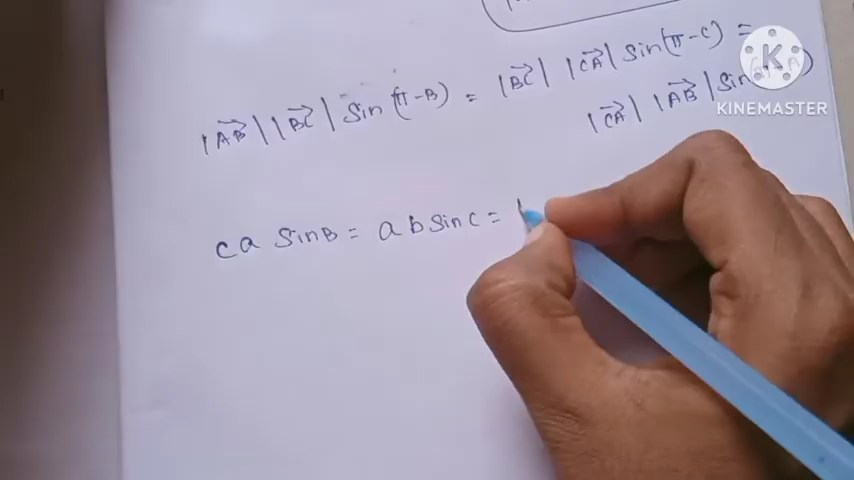 |AB→| |BC→| Sin(π-B) = |BC→| |CA→| Sin(π-C) =
|CA→| |AB→| Sin(π-A)
K
KINEMASTER
ca SinB = ab SinC =